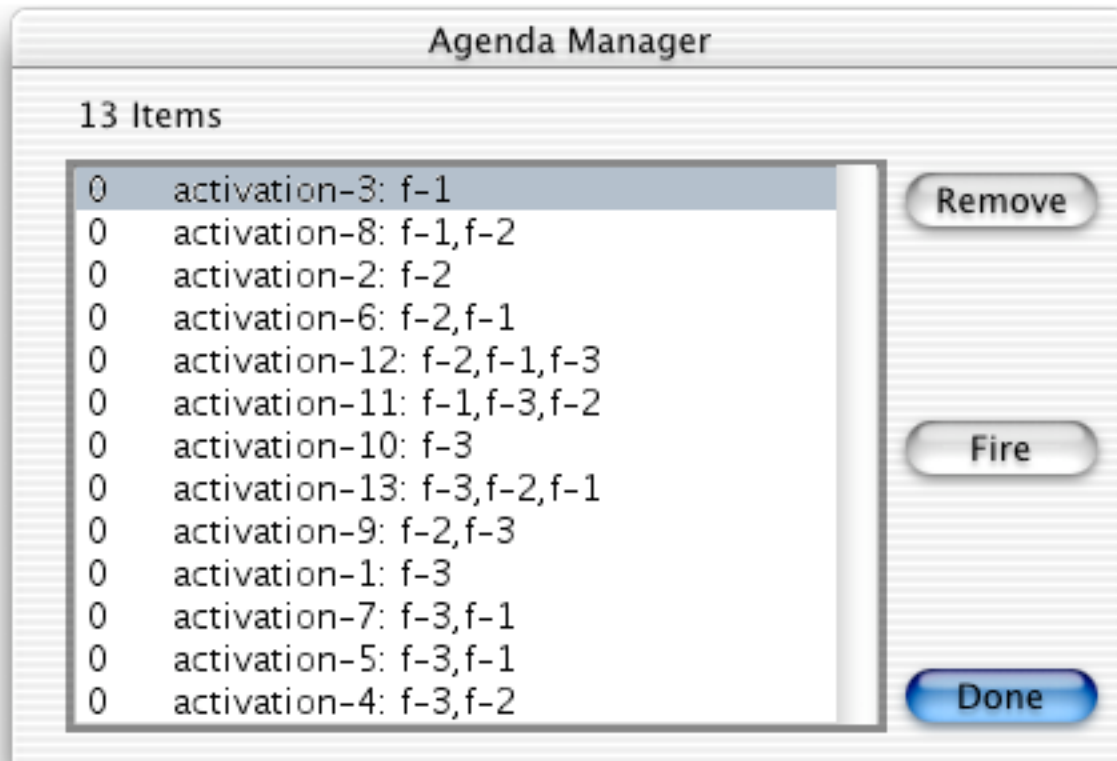 Agenda Manager
13 Items
0 activation-3: f-1
0 activation-8: f-1,f-2
0 activation-2: f-2
0 activation-6: f-2,f-1
0 activation-12: f-2,f-1,f-3
0 activation-11: f-1,f-3,f-2
0 activation-10: f-3
0 activation-13: f-3,f-2,f-1
0 activation-9: f-2,f-3
0 activation-1: f-3
0 activation-7: f-3,f-1
0 activation-5: f-3,f-1
0 activation-4: f-3,f-2
Remove
Fire
Done